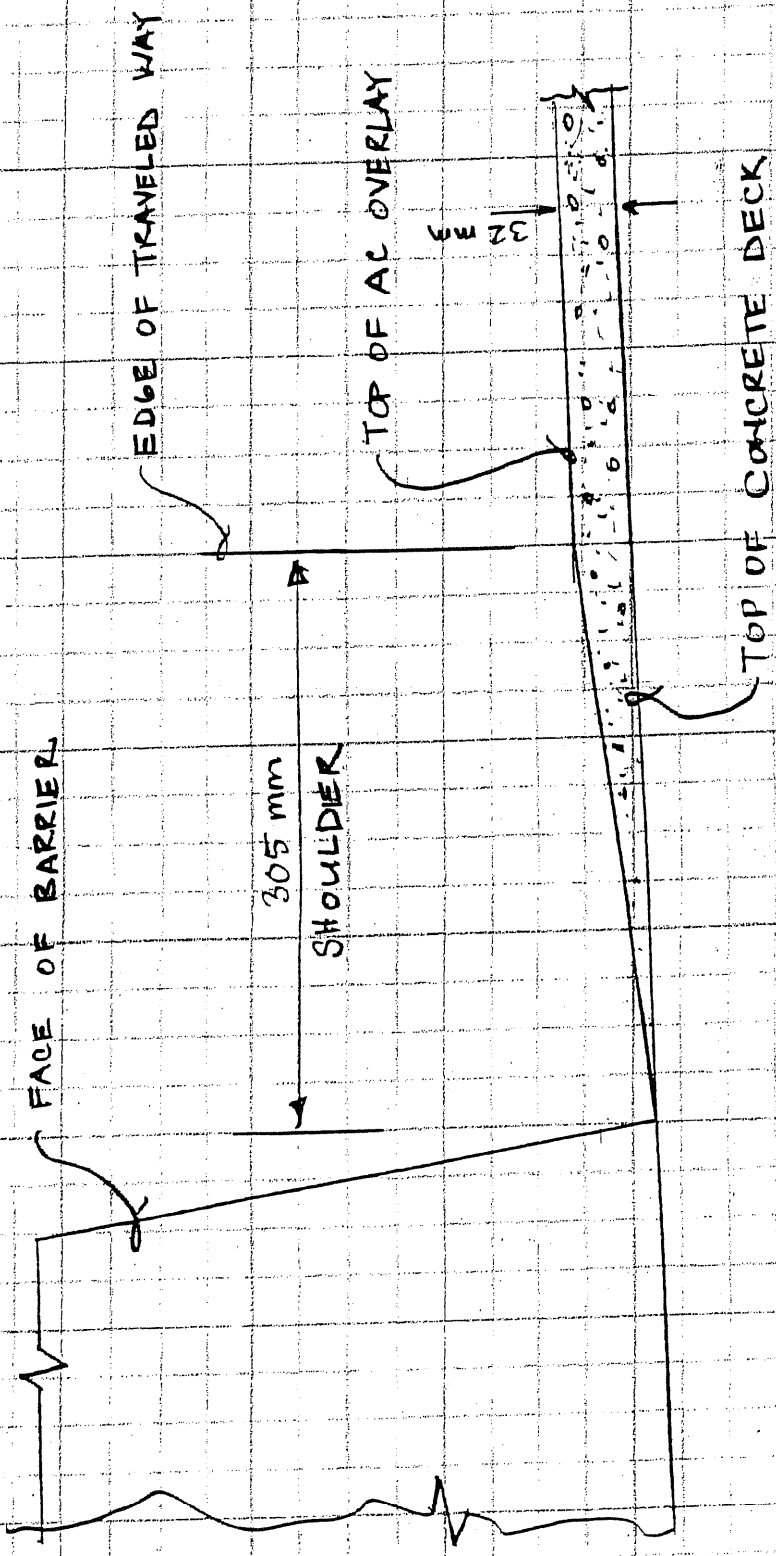 FACE OF BARRIER
EDGE OF TRAVELED WAY
305 mm
SHOULDER
TOP OF AC OVERLAY
32 mm
TOP OF CONCRETE DECK